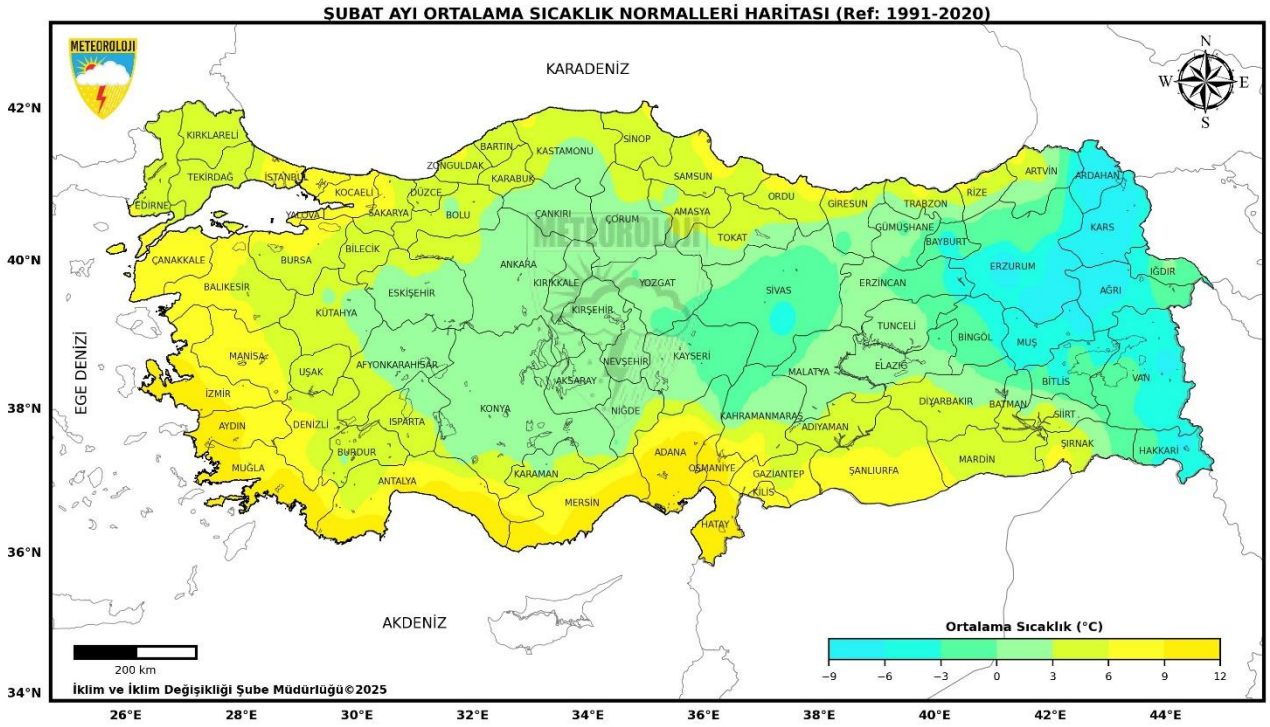 ŞUBAT AYI ORTALAMA SICAKLIK NORMALLERİ HARİTASI (Ref: 1991-2020)
METEOROLOJİ
KARADENİZ
N
W
E
S
42°N
40°N
38°N
36°N
34°N
EGE DENİZİ
KIRKLARELİ
TEKİRDAĞ
EDİRNE
İSTANBUL
KOCAELİ
YALOVA
SAKARYA
DÜZCE
ZONGULDAK
BARTIN
KASTAMONU
SİNOP
KARABÜK
BOLU
SAMSUN
ORDU
GİRESUN
TRABZON
RİZE
ARTVİN
ARDAHAN
ÇANKIRI
ÇORUM
AMASYA
TOKAT
GÜMÜŞHANE
BAYBURT
KARS
ÇANAKKALE
BURSA
BİLECİK
BALIKESİR
ESKİŞEHİR
ANKARA
KIRIKKALE
YOZGAT
METEOROLOJİ
SİVAS
ERZİNCAN
ERZURUM
AĞRI
IĞDIR
KÜTAHYA
KIRŞEHİR
TUNCELİ
BİNGÖL
MUŞ
MANİSA
UŞAK
AFYONKARAHİSAR
AKSARAY
NEVŞEHİR
KAYSERİ
MALATYA
ELAZIĞ
BİTLİS
VAN
İZMİR
AYDIN
DENİZLİ
ISPARTA
KONYA
NİĞDE
KAHRAMANMARAŞ
ADIYAMAN
DİYARBAKIR
BATMAN
SİİRT
ŞIRNAK
HAKKARİ
MUĞLA
BURDUR
ANTALYA
KARAMAN
MERSİN
ADANA
OSMANİYE
GAZİANTEP
KİLİS
ŞANLIURFA
MARDİN
HATAY
AKDENİZ
Ortalama Sıcaklık (°C)
−9 −6 −3 0 3 6 9 12
200 km
İklim ve İklim Değişikliği Şube Müdürlüğü©2025
26°E 28°E 30°E 32°E 34°E 36°E 38°E 40°E 42°E 44°E